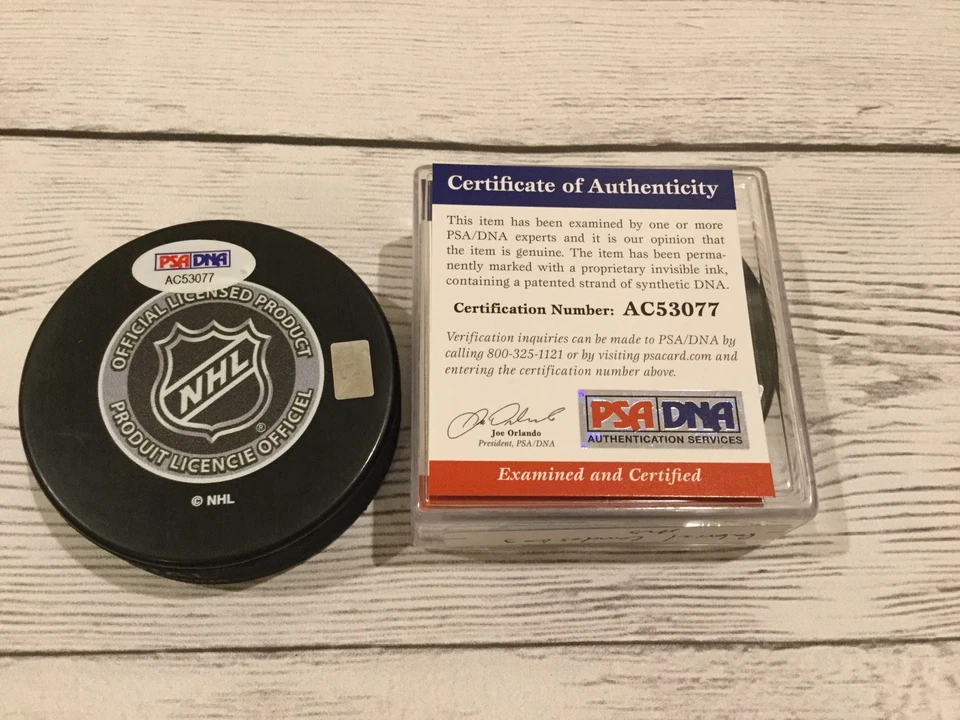 PSA DNA
AC53077
OFFICIAL LICENSED PRODUCT
NHL
®
PRODUIT LICENCIE OFFICIEL
© NHL
Certificate of Authenticity
This item has been examined by one or more
PSA/DNA experts and it is our opinion that
the item is genuine. The item has been perma-
nently marked with a proprietary invisible ink,
containing a patented strand of synthetic DNA.
Certification Number: AC53077
Verification inquiries can be made to PSA/DNA by
calling 800-325-1121 or by visiting psacard.com and
entering the certification number above.
Joe Orlando
President, PSA/DNA
PSA DNA
AUTHENTICATION SERVICES
Examined and Certified